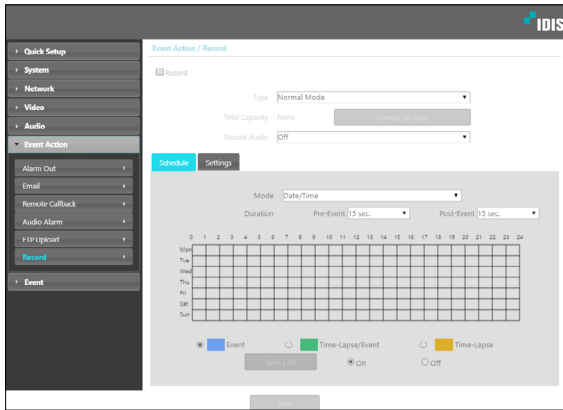 IDIS
Quick Setup
System
Network
Video
Audio
Event Action
Alarm Out
Email
Remote Callback
Audio Alarm
FTP Upload
Record
Event
Event Action / Record
Record
Type Normal Mode
Total Capacity None Format SD Card
Record Audio Off
Schedule Settings
Mode Date/Time
Duration Pre-Event 15 sec. Post-Event 15 sec.
0 1 2 3 4 5 6 7 8 9 10 11 12 13 14 15 16 17 18 19 20 21 22 23 24
Mon
Tue
Wed
Thu
Fri
Sat
Sun
Event Time-Lapse/Event Time-Lapse
Select All On Off
Save